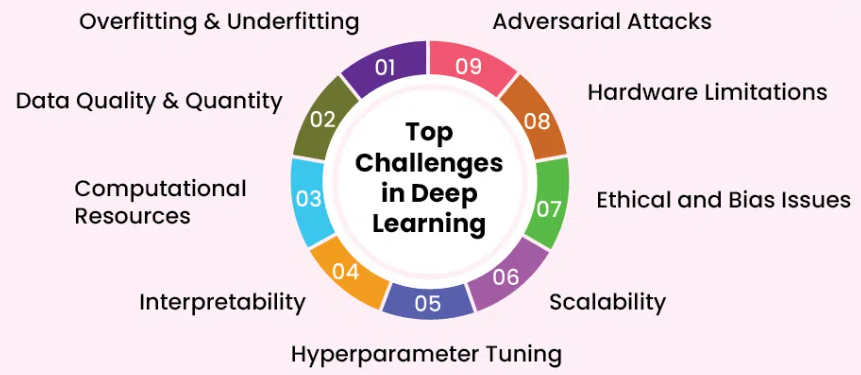 Overfitting & Underfitting
01
Data Quality & Quantity
02
Computational
Resources
03
Interpretability
04
Hyperparameter Tuning
05
Scalability
06
Ethical and Bias Issues
07
Hardware Limitations
08
Adversarial Attacks
09
Top
Challenges
in Deep
Learning